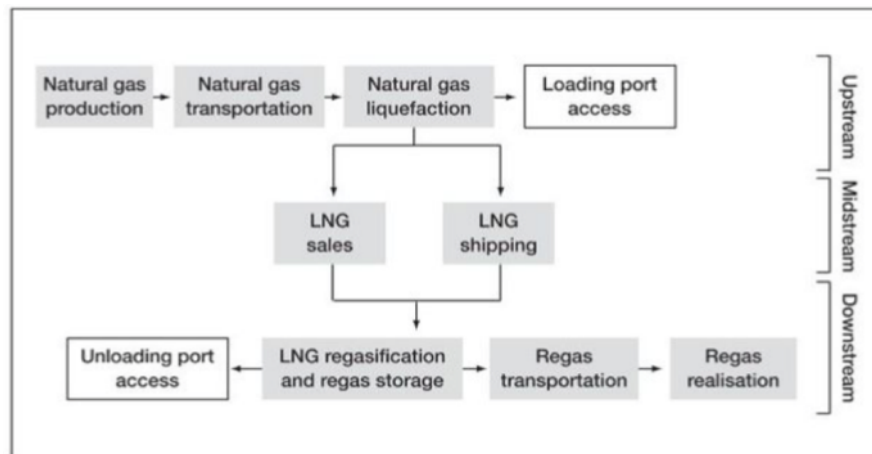 Natural gas
production
Natural gas
transportation
Natural gas
liquefaction
Loading port
access
Upstream
LNG
sales
LNG
shipping
Midstream
Unloading port
access
LNG regasification
and regas storage
Regas
transportation
Regas
realisation
Downstream